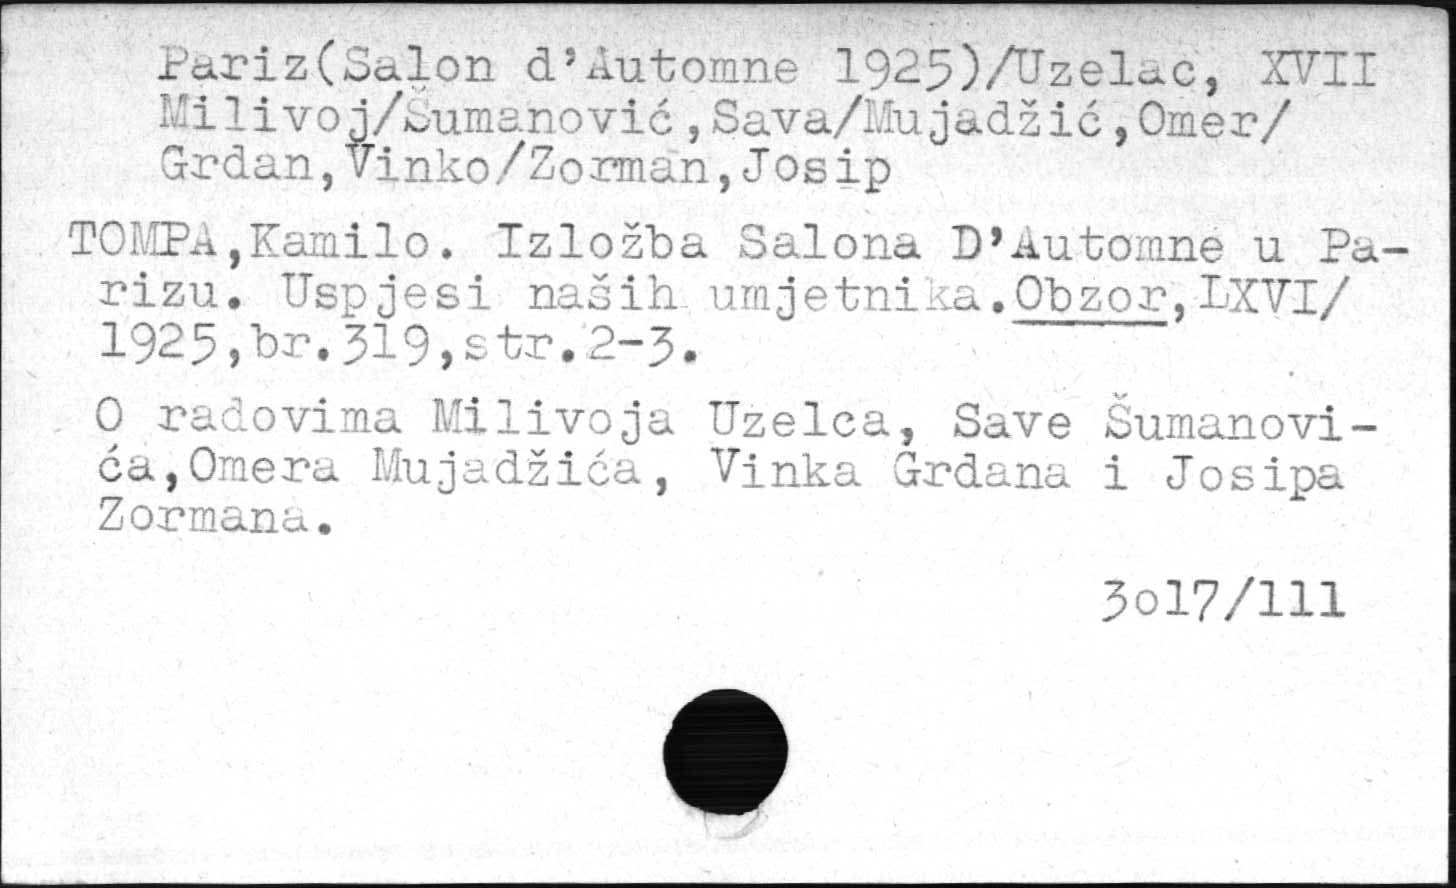 Pariz(Salon d'Automne 1925)/Uzelac, XVII
Milivoj/Šumanović,Sava/Mujadžić,Omer/
Grdan,Vinko/Zorman,Josip
TOMPA,Kamilo. Izložba Salona D'Automne u Pa-
rizu. Uspjesi naših umjetnika.Obzor,LXVI/
1925,br.319,str.2-3.
O radovima Milivoja Uzelca, Save Šumanovi-
ća,Omera Mujadžića, Vinka Grdana i Josipa
Zormana.
3o17/111